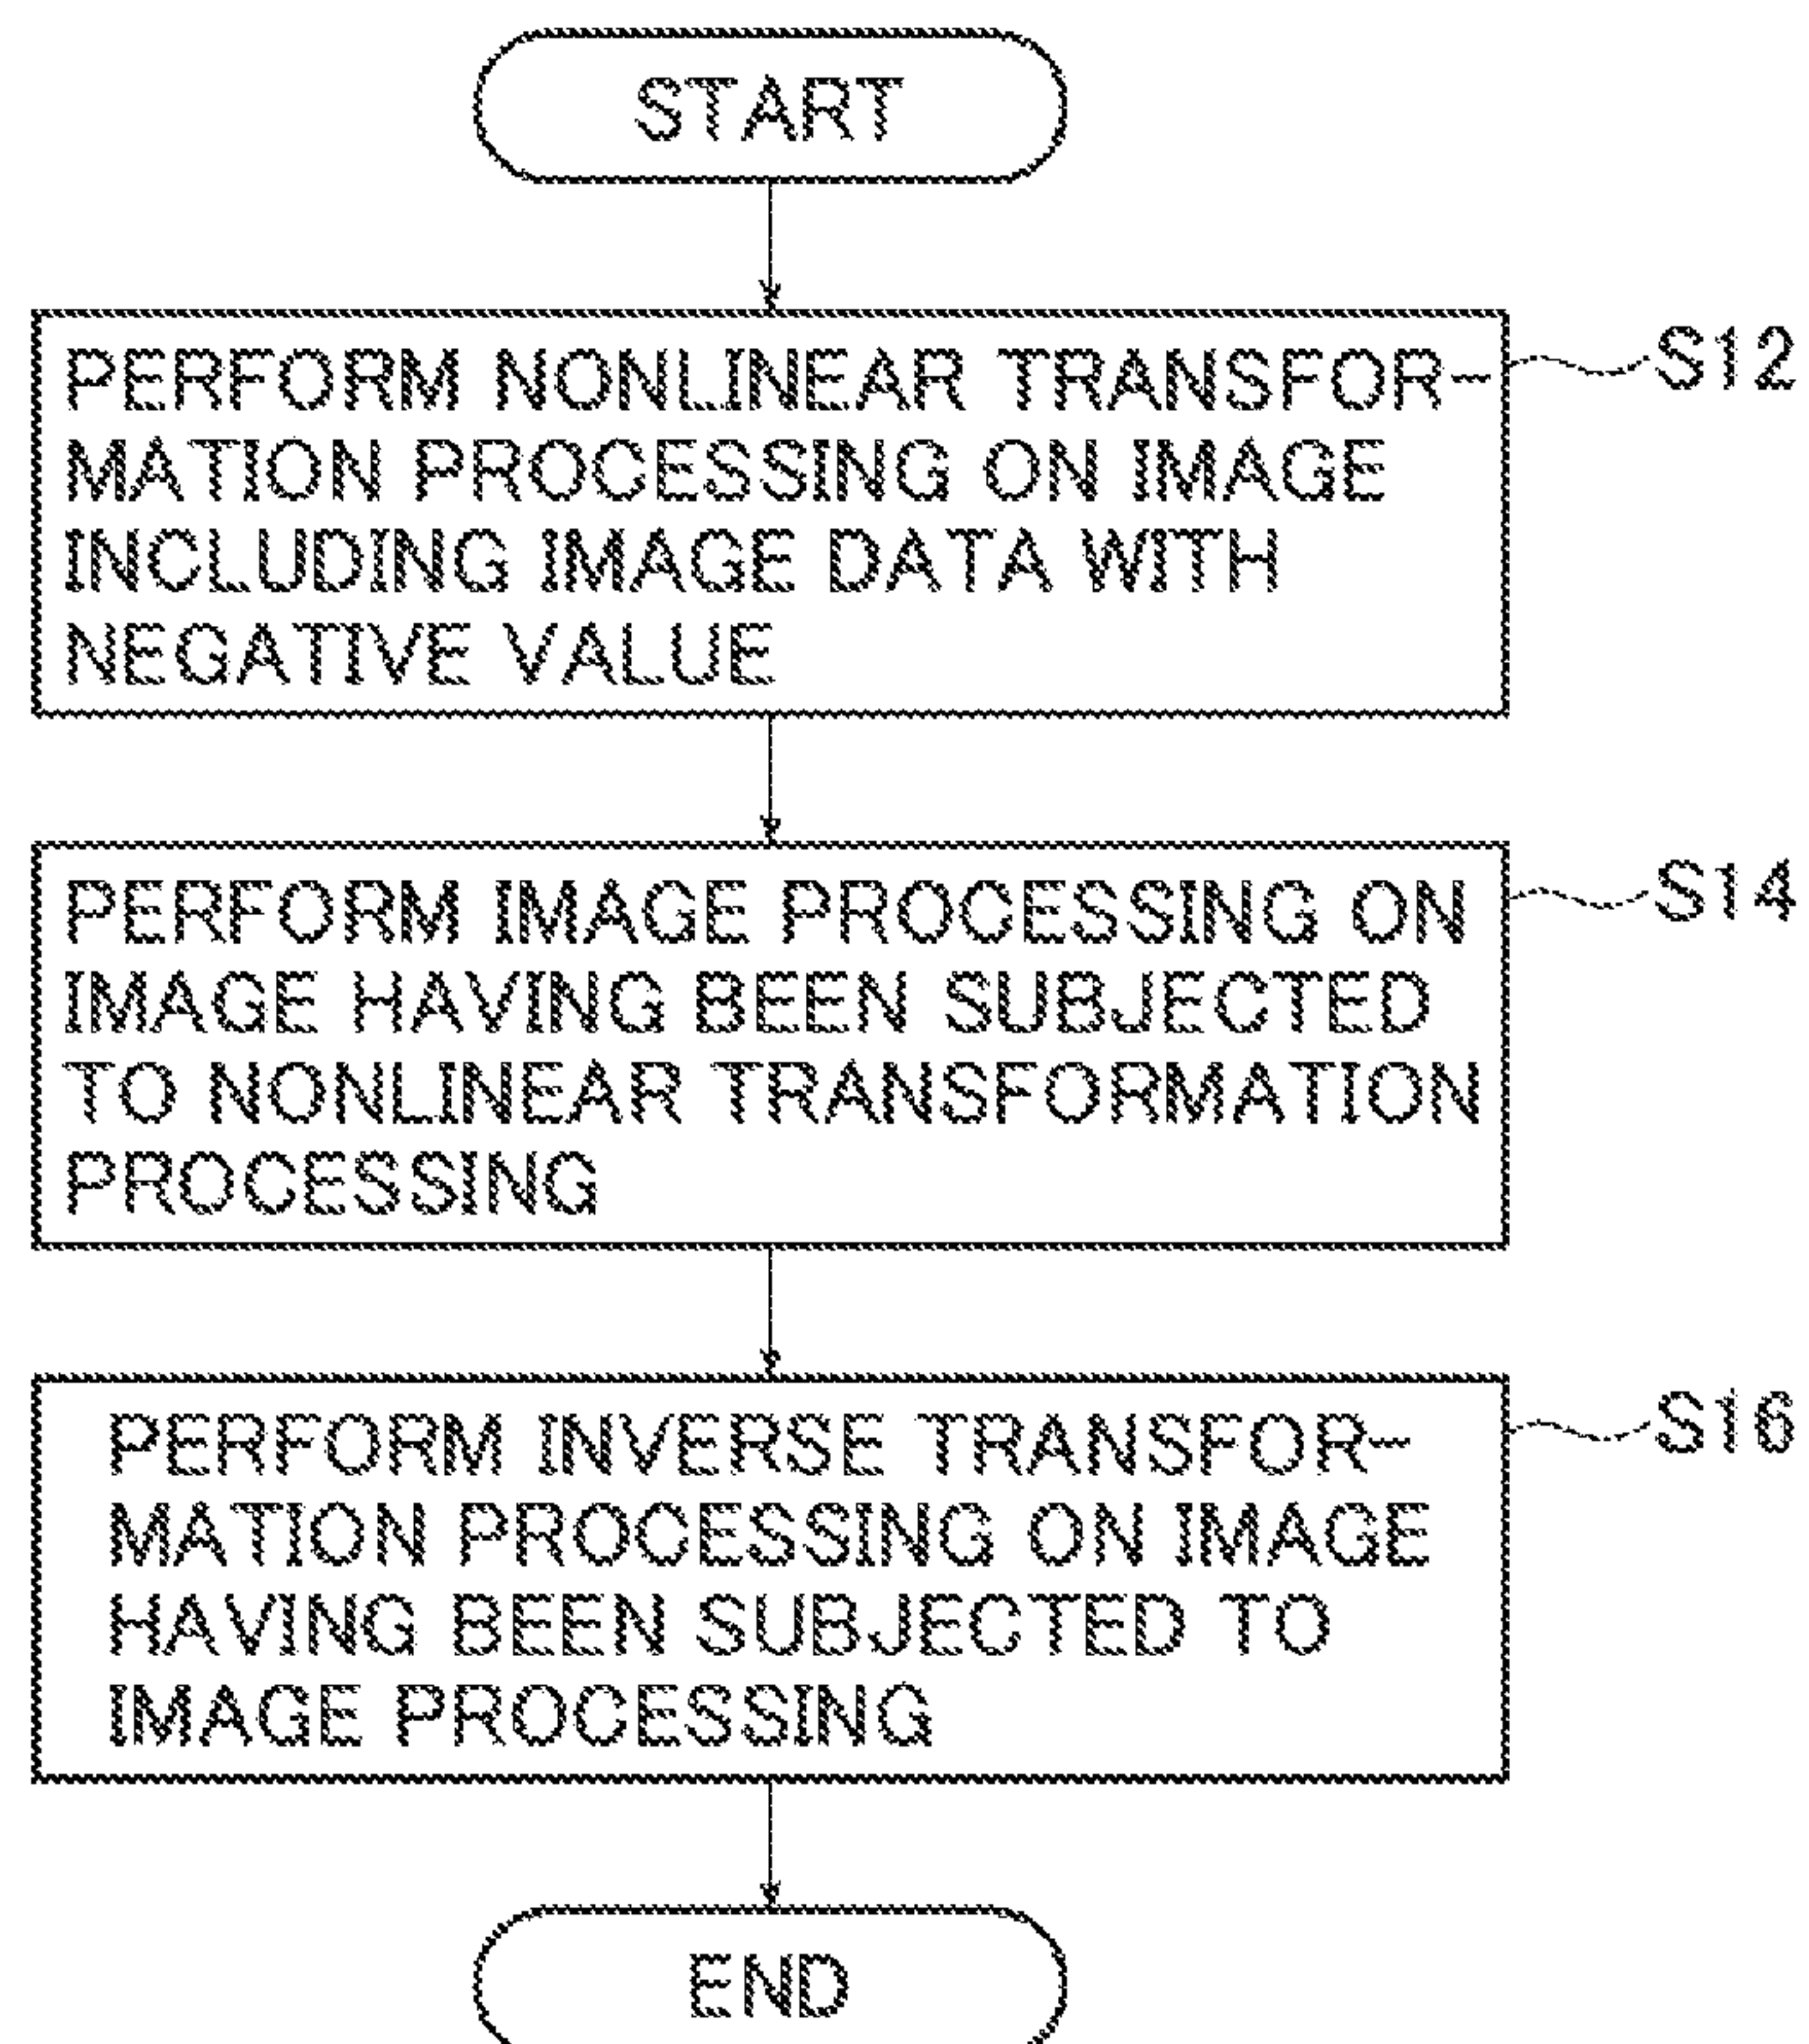 START
PERFORM NONLINEAR TRANSFOR-
MATION PROCESSING ON IMAGE
INCLUDING IMAGE DATA WITH
NEGATIVE VALUE
S12
PERFORM IMAGE PROCESSING ON
IMAGE HAVING BEEN SUBJECTED
TO NONLINEAR TRANSFORMATION
PROCESSING
S14
PERFORM INVERSE TRANSFOR-
MATION PROCESSING ON IMAGE
HAVING BEEN SUBJECTED TO
IMAGE PROCESSING
S16
END